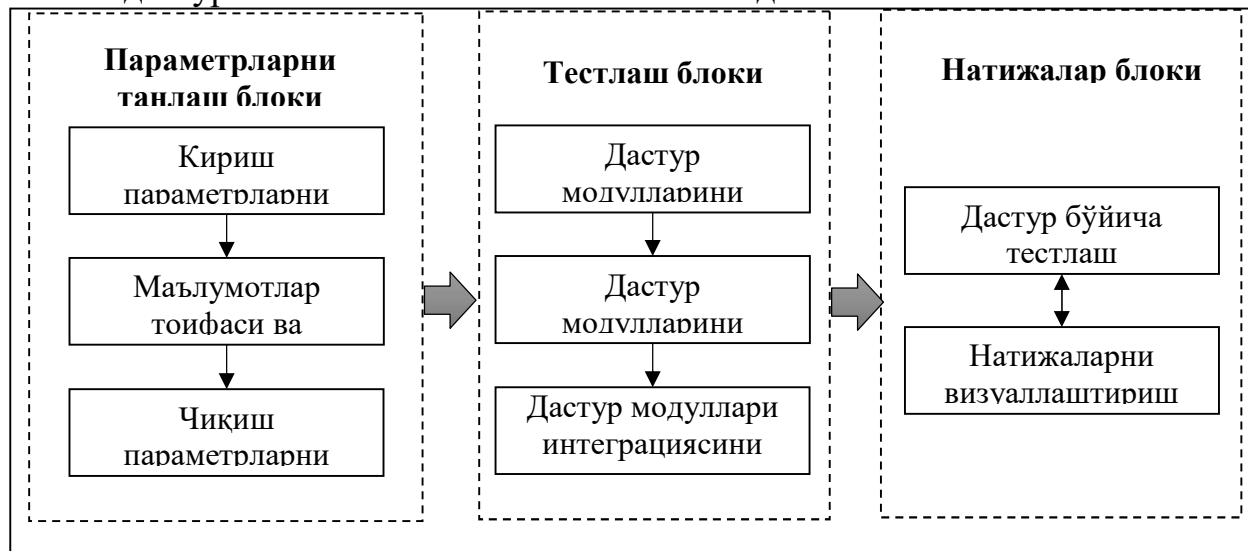 Параметрларни
танлаш блоки
Кириш
параметрларни
Маълумотлар
тоифаси ва
Чиқиш
параметрларни
Тестлаш блоки
Дастур
модулларини
Дастур
модулларини
Дастур модуллари
интеграциясини
Натижалар блоки
Дастур бўйича
тестлаш
Натижаларни
визуаллаштириш